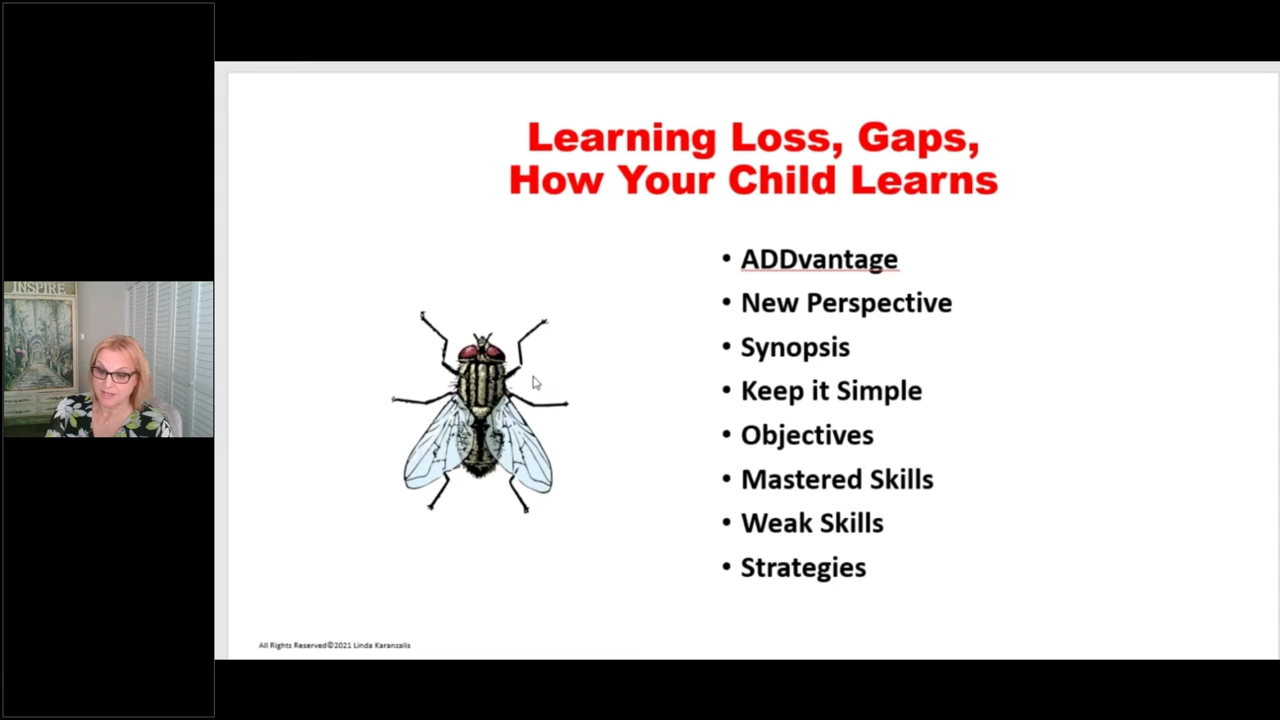 INSPIRE
Learning Loss, Gaps,
How Your Child Learns
• ADDvantage
• New Perspective
• Synopsis
• Keep it Simple
• Objectives
• Mastered Skills
• Weak Skills
• Strategies
All Rights Reserved©2021 Linda Karanzalis